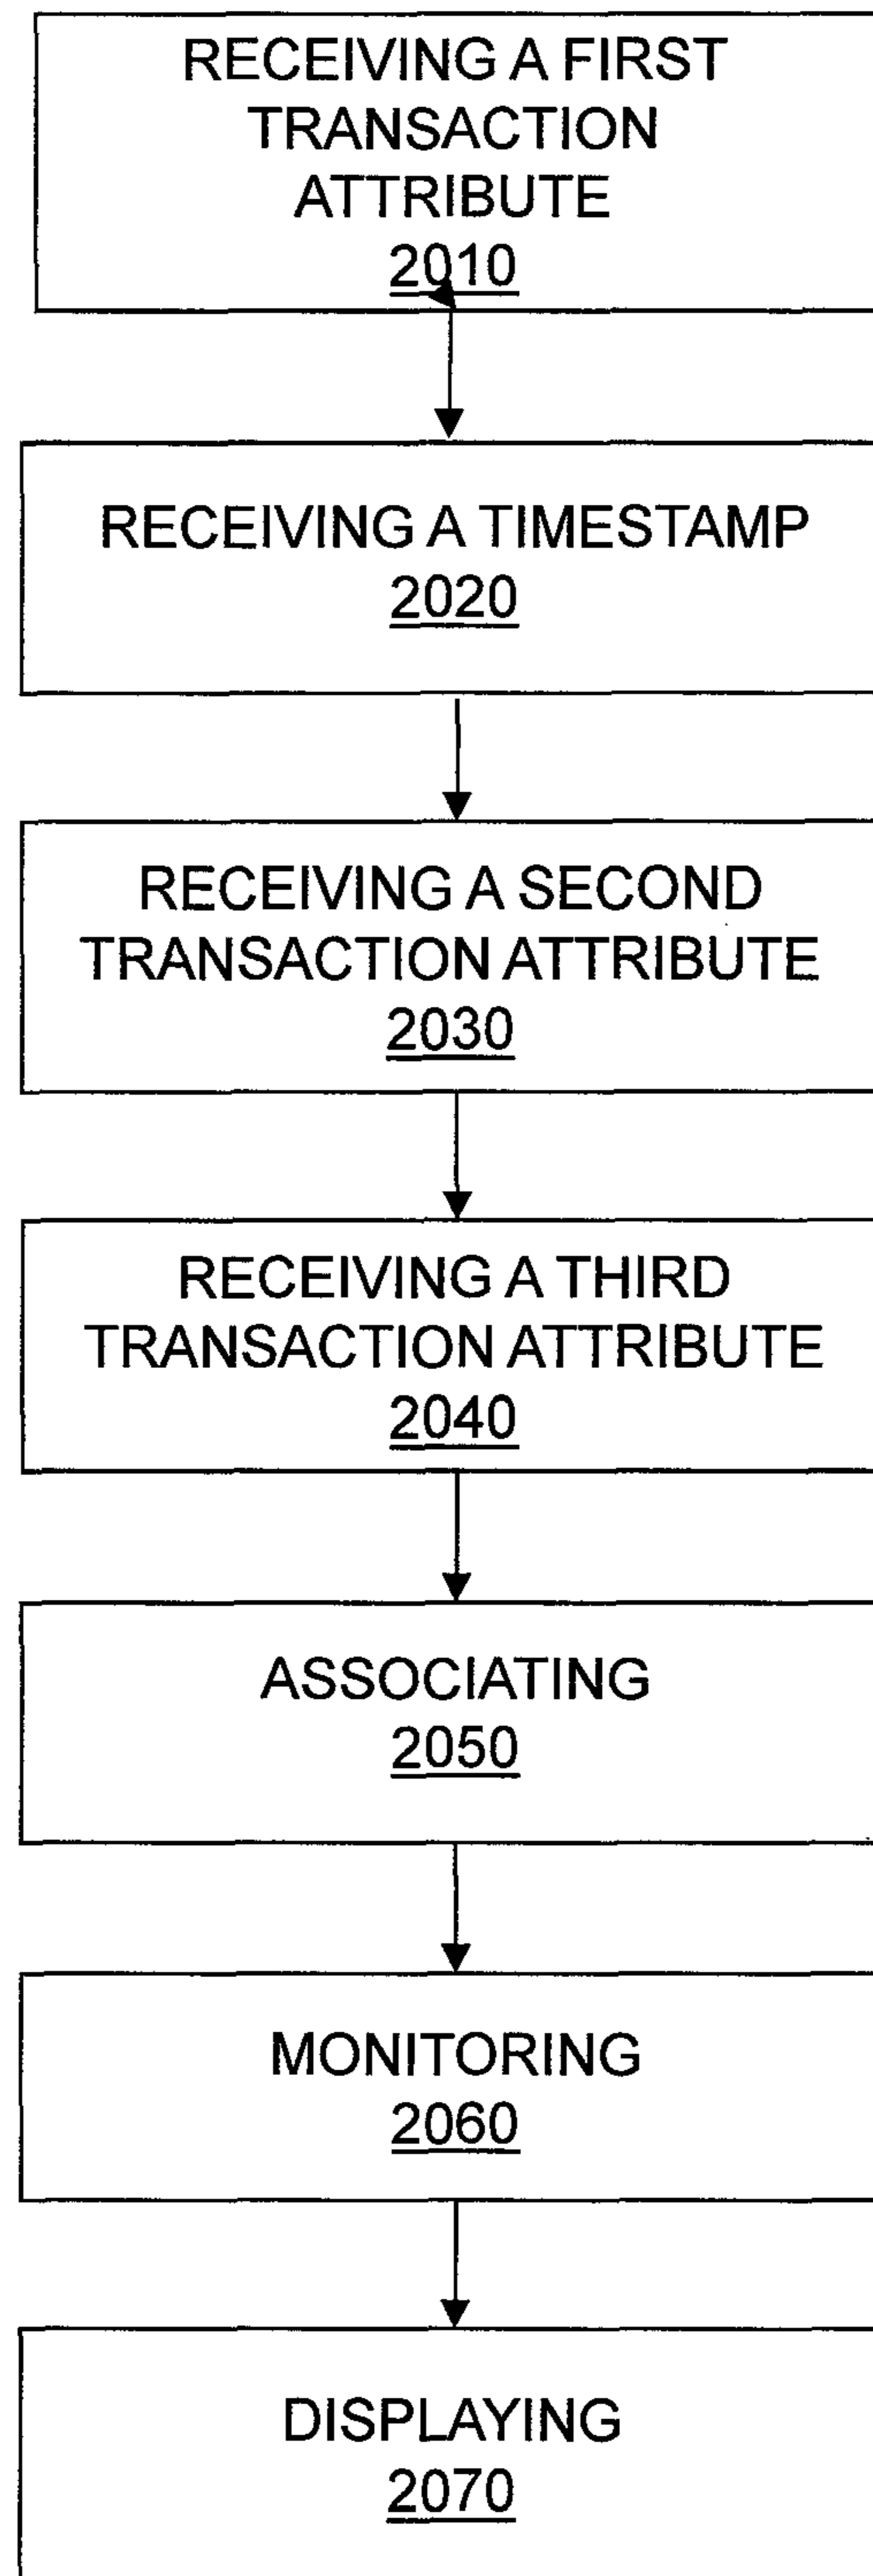 RECEIVING A FIRST
TRANSACTION
ATTRIBUTE
2010
RECEIVING A TIMESTAMP
2020
RECEIVING A SECOND
TRANSACTION ATTRIBUTE
2030
RECEIVING A THIRD
TRANSACTION ATTRIBUTE
2040
ASSOCIATING
2050
MONITORING
2060
DISPLAYING
2070